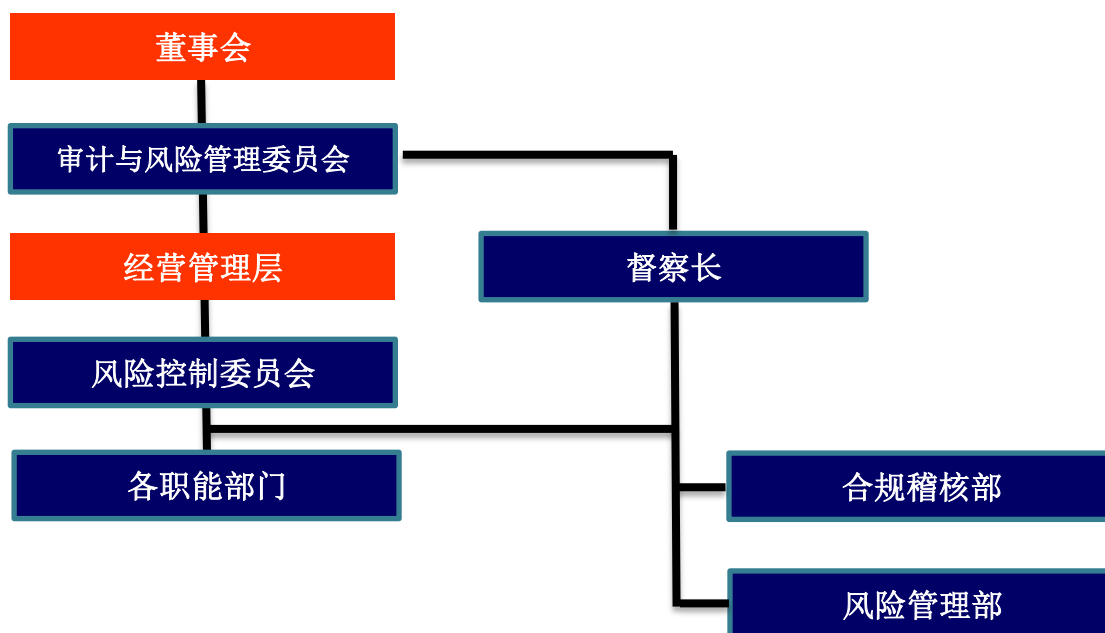 董事会
审计与风险管理委员会
经营管理层
督察长
风险控制委员会
各职能部门
合规稽核部
风险管理部